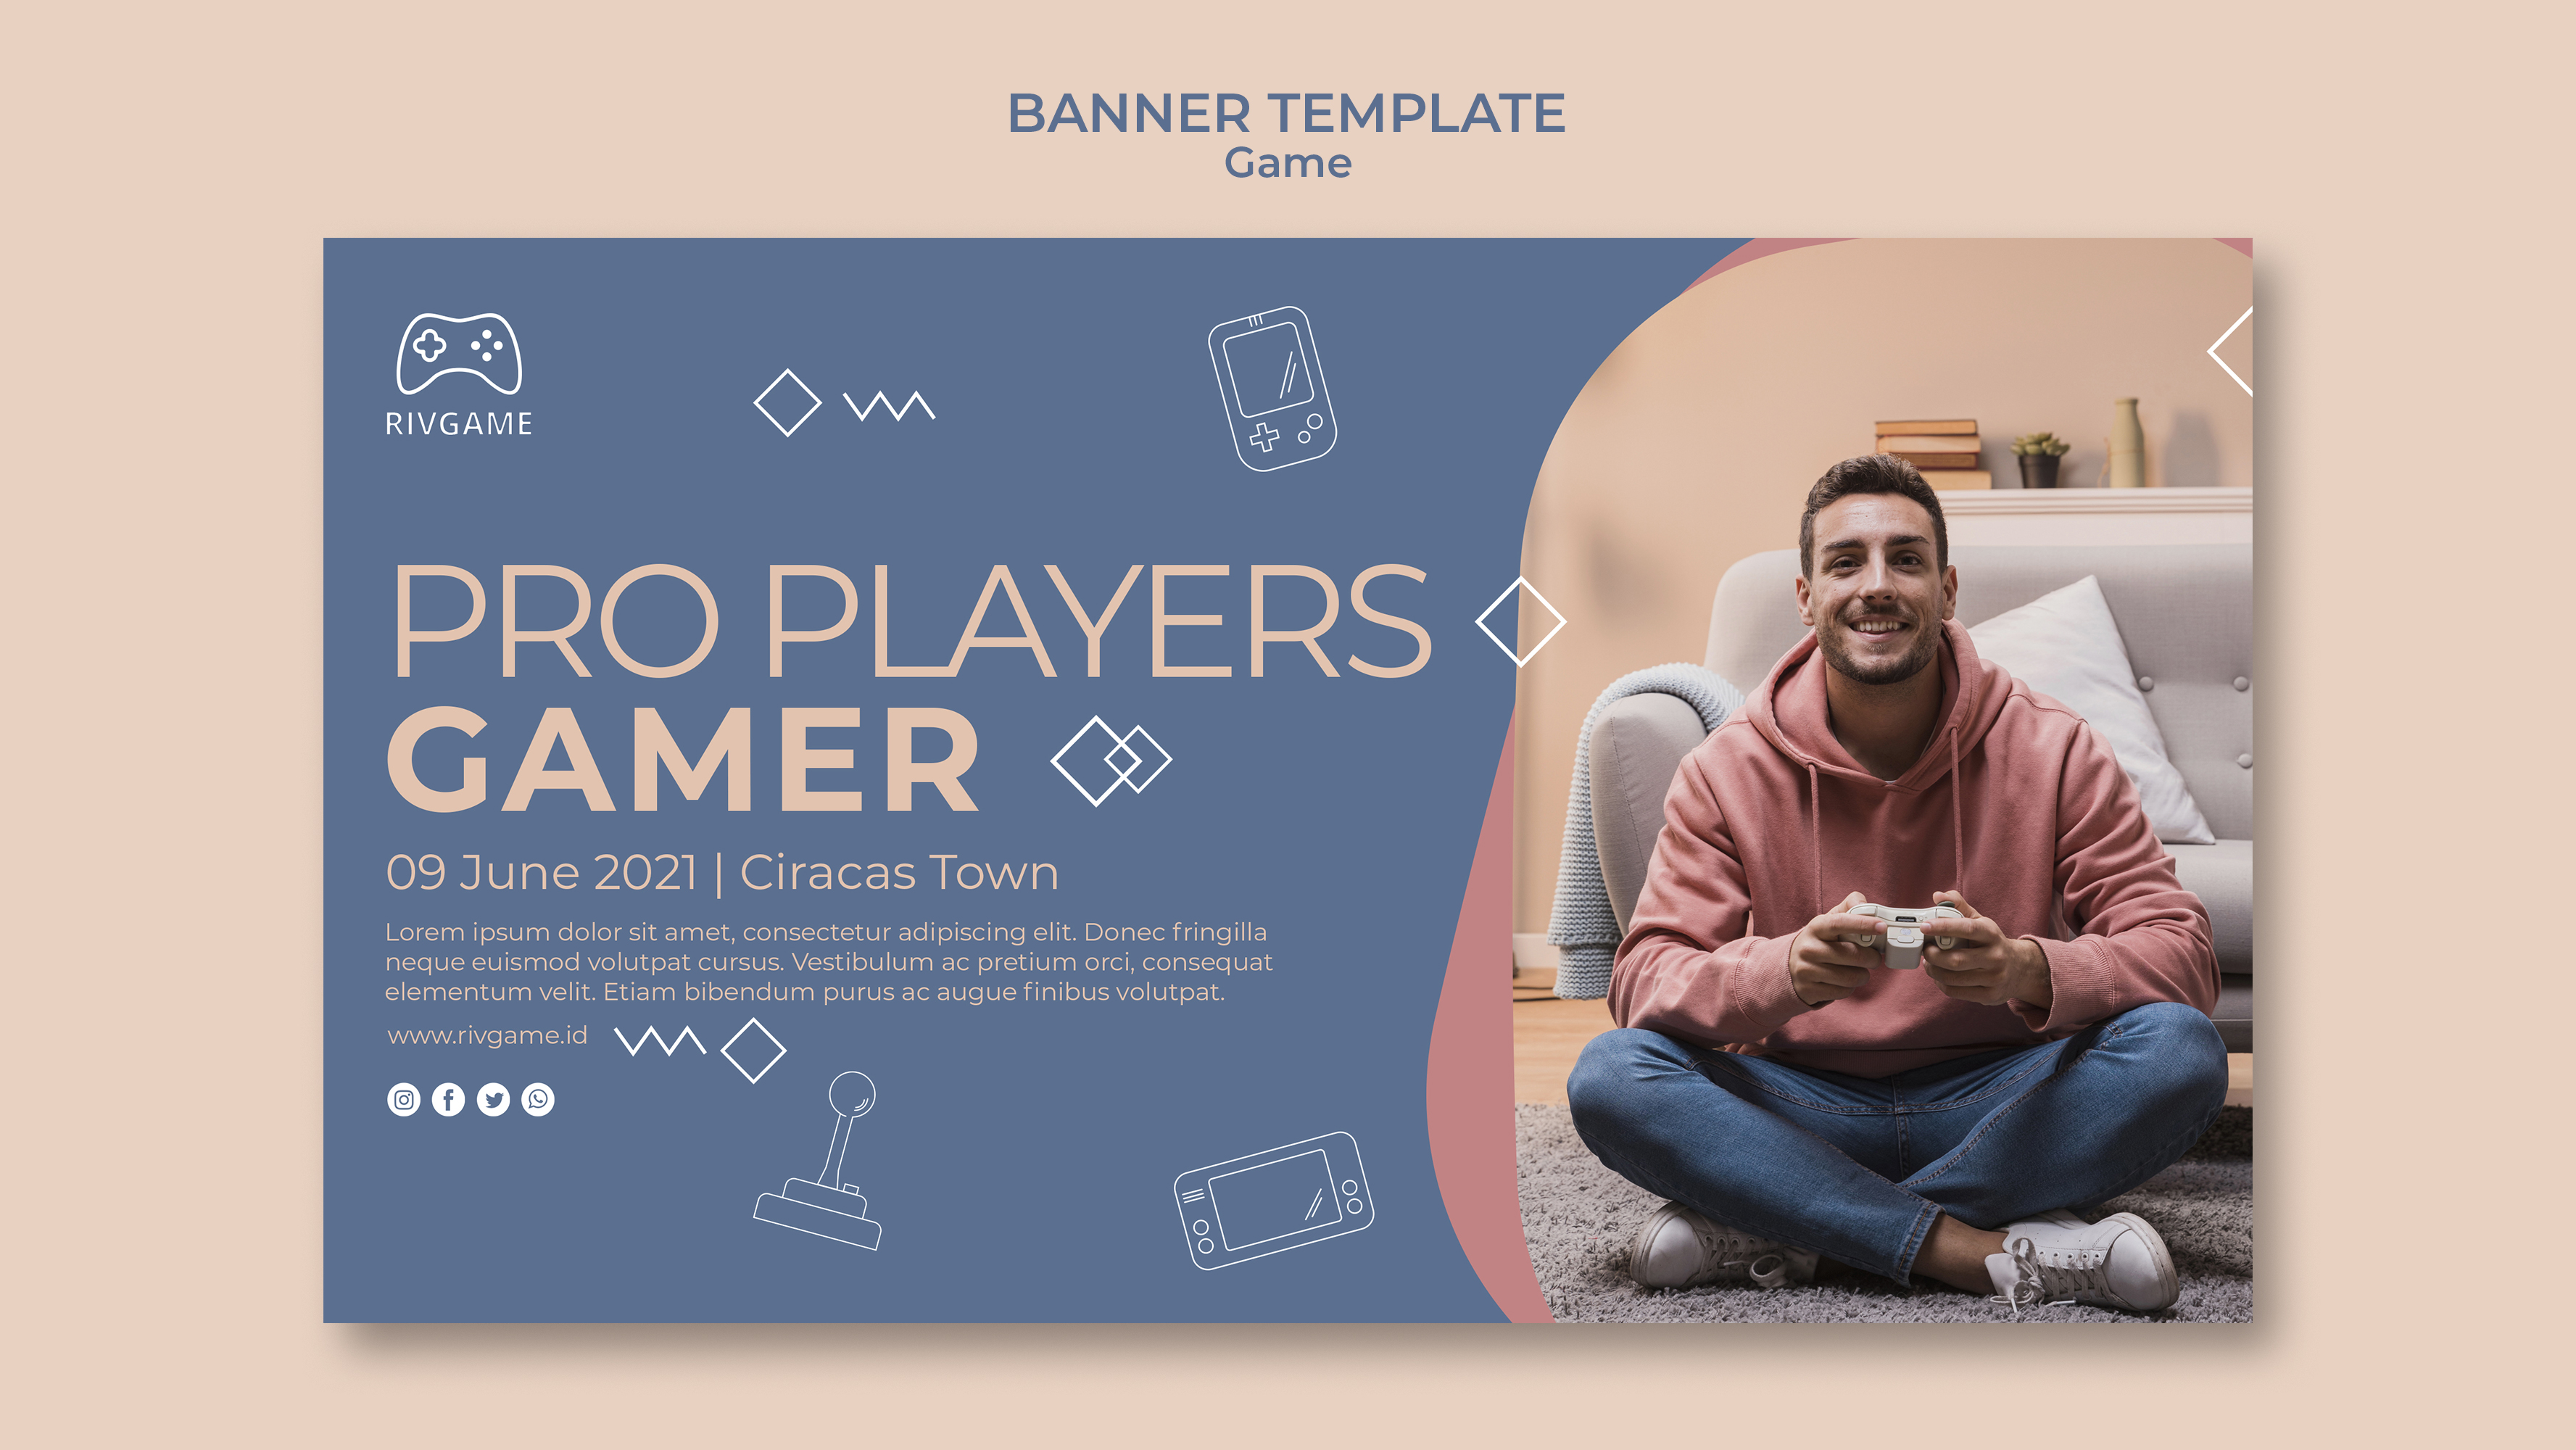 BANNER TEMPLATE
Game
RIVGAME
PRO PLAYERS
GAMER
09 June 2021 | Ciracas Town
Lorem ipsum dolor sit amet, consectetur adipiscing elit. Donec fringilla
neque euismod volutpat cursus. Vestibulum ac pretium orci, consequat
elementum velit. Etiam bibendum purus ac augue finibus volutpat.
www.rivgame.id